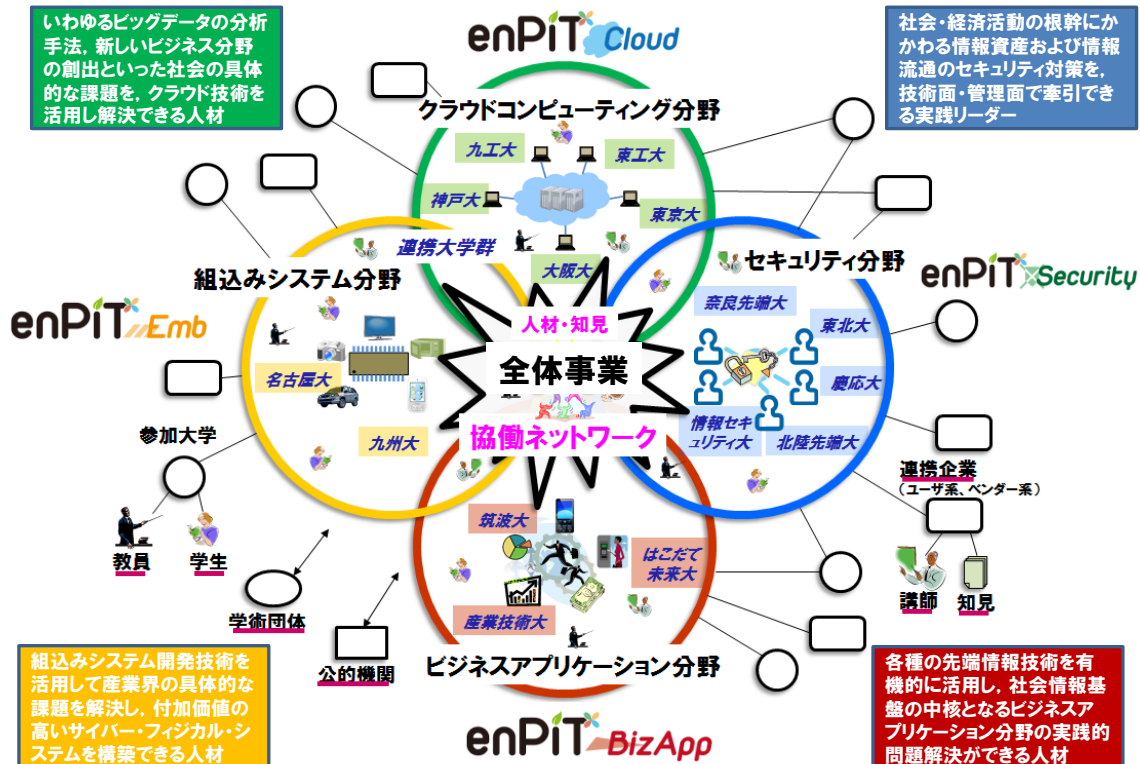 いわゆるビッグデータの分析
手法，新しいビジネス分野
の創出といった社会の具体
的な課題を，クラウド技術を
活用し解決できる人材
enPiT Cloud
社会・経済活動の根幹にか
かわる情報資産および情報
流通のセキュリティ対策を，
技術面・管理面で牽引でき
る実践リーダー
クラウドコンピューティング分野
九工大
東工大
神戸大
東京大
連携大学群
大阪大
組込みシステム分野
セキュリティ分野
enPiT Emb
enPiT Security
奈良先端大
東北大
慶応大
情報セキ
ュリティ大
北陸先端大
人材・知見
全体事業
協働ネットワーク
名古屋大
九州大
参加大学
教員
学生
連携企業
（ユーザ系、ベンダー系）
講師
知見
筑波大
はこだて
未来大
産業技術大
学術団体
公的機関
ビジネスアプリケーション分野
enPiT BizApp
組込みシステム開発技術を
活用して産業界の具体的な
課題を解決し，付加価値の
高いサイバー・フィジカル・シ
ステムを構築できる人材
各種の先端情報技術を有
機的に活用し，社会情報基
盤の中核となるビジネスア
プリケーション分野の実践的
問題解決ができる人材